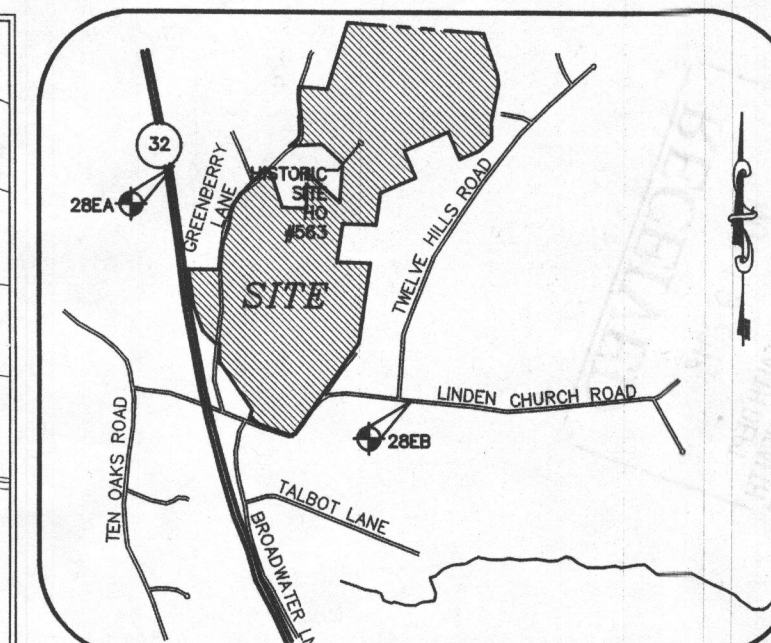 32
28EA
GREENBERRY
LANE
HISTORIC
SITE
HO
#563
SITE
TWELVE HILLS ROAD
LINDEN CHURCH ROAD
28EB
TEN OAKS ROAD
TALBOT LANE
BROADWATER